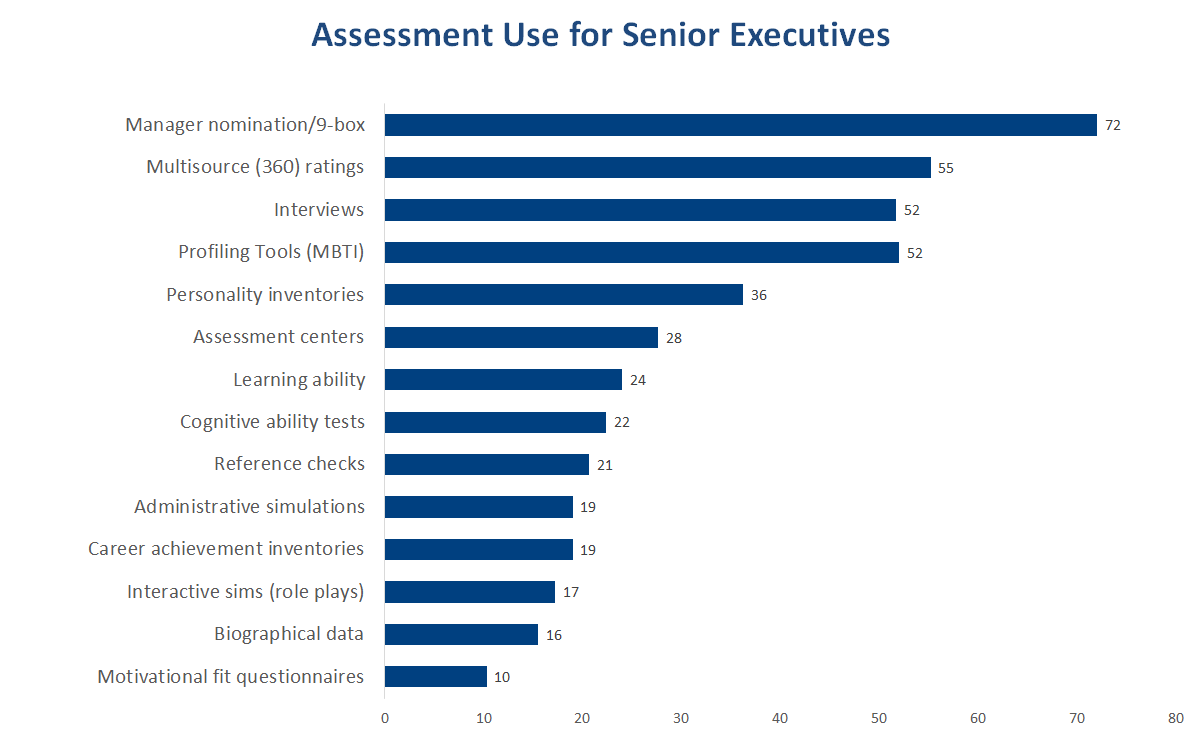 Assessment Use for Senior Executives
Manager nomination/9-box 72
Multisource (360) ratings 55
Interviews 52
Profiling Tools (MBTI) 52
Personality inventories 36
Assessment centers 28
Learning ability 24
Cognitive ability tests 22
Reference checks 21
Administrative simulations 19
Career achievement inventories 19
Interactive sims (role plays) 17
Biographical data 16
Motivational fit questionnaires 10
0 10 20 30 40 50 60 70 80